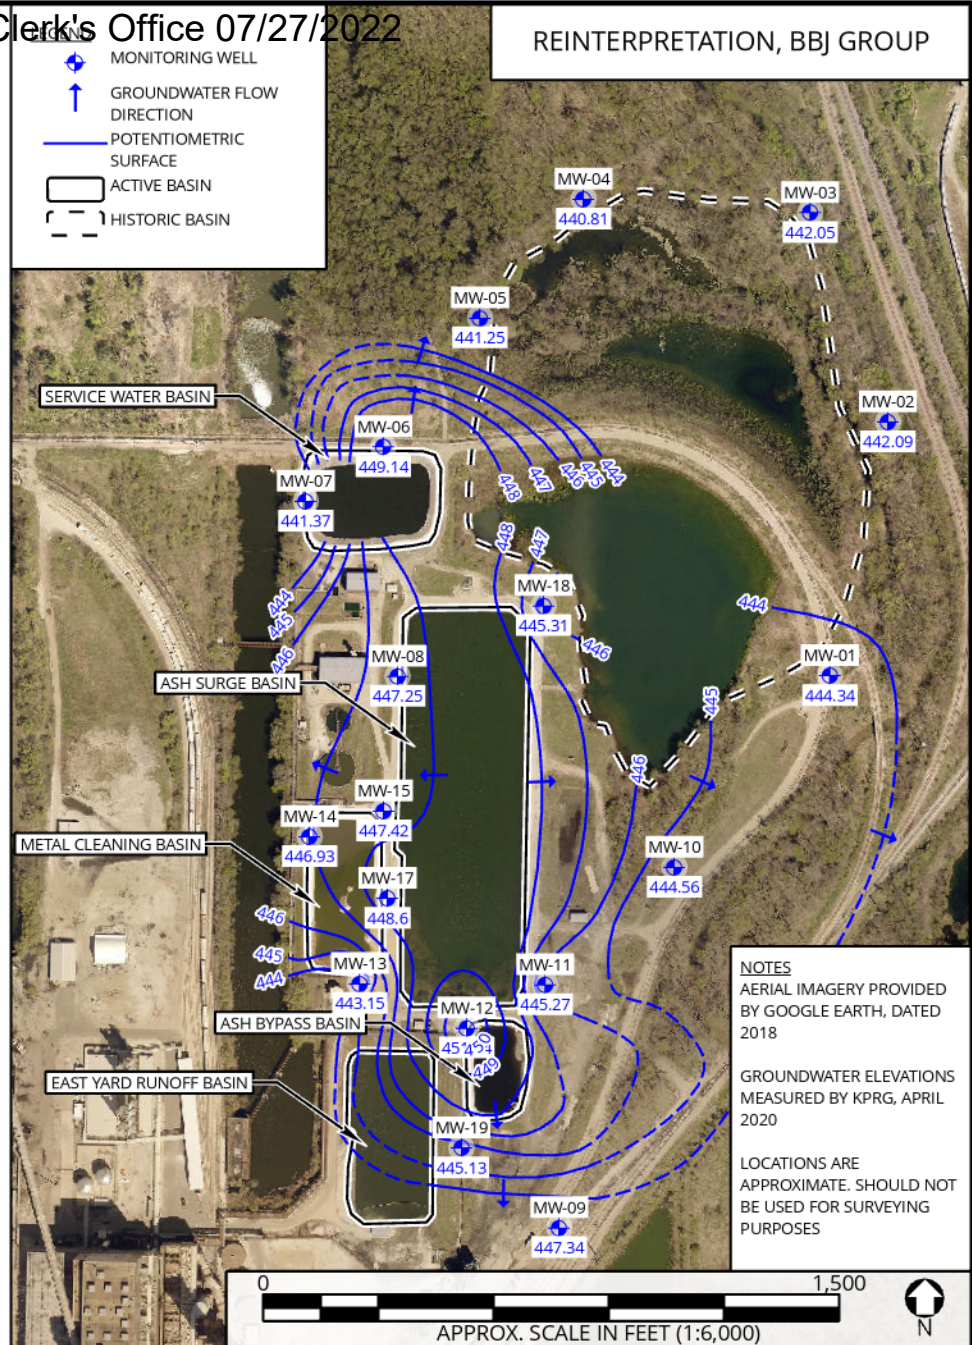 Clerk's Office 07/27/2022
LEGEND
MONITORING WELL
GROUNDWATER FLOW
DIRECTION
POTENTIOMETRIC
SURFACE
ACTIVE BASIN
HISTORIC BASIN
REINTERPRETATION, BBJ GROUP
MW-04
440.81
MW-03
442.05
MW-05
441.25
SERVICE WATER BASIN
MW-02
442.09
MW-06
449.14
448
447
446
445
444
MW-07
441.37
448
447
MW-18
445.31
444
445
446
446
444
MW-08
447.25
MW-01
444.34
ASH SURGE BASIN
445
446
MW-15
447.42
MW-14
446.93
METAL CLEANING BASIN
MW-10
444.56
MW-17
448.6
446
445
444
MW-13
443.15
MW-11
445.27
MW-12
450
449
ASH BYPASS BASIN
EAST YARD RUNOFF BASIN
MW-19
445.13
MW-09
447.34
NOTES
AERIAL IMAGERY PROVIDED
BY GOOGLE EARTH, DATED
2018
GROUNDWATER ELEVATIONS
MEASURED BY KPRG, APRIL
2020
LOCATIONS ARE
APPROXIMATE. SHOULD NOT
BE USED FOR SURVEYING
PURPOSES
0
1,500
APPROX. SCALE IN FEET (1:6,000)
N